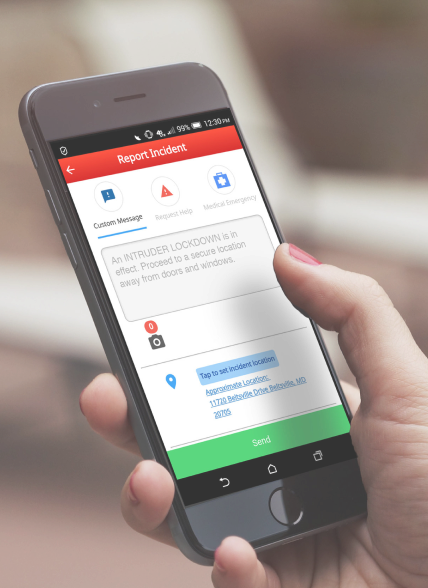 99% 12:30 PM
Report Incident
Custom Message Request Help Medical Emergency
An INTRUDER LOCKDOWN is in
effect. Proceed to a secure location
away from doors and windows.
0
Tap to set incident location
Approximate Location:
11720 Beltsville Drive Beltsville, MD
20705
Send